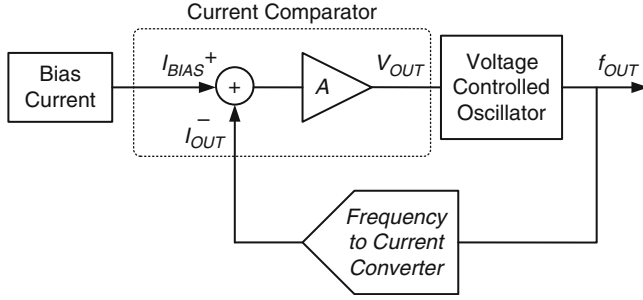 Current Comparator
Bias
Current
I_BIAS +
+
A
V_OUT
Voltage
Controlled
Oscillator
f_OUT
−
I_OUT
Frequency
to Current
Converter